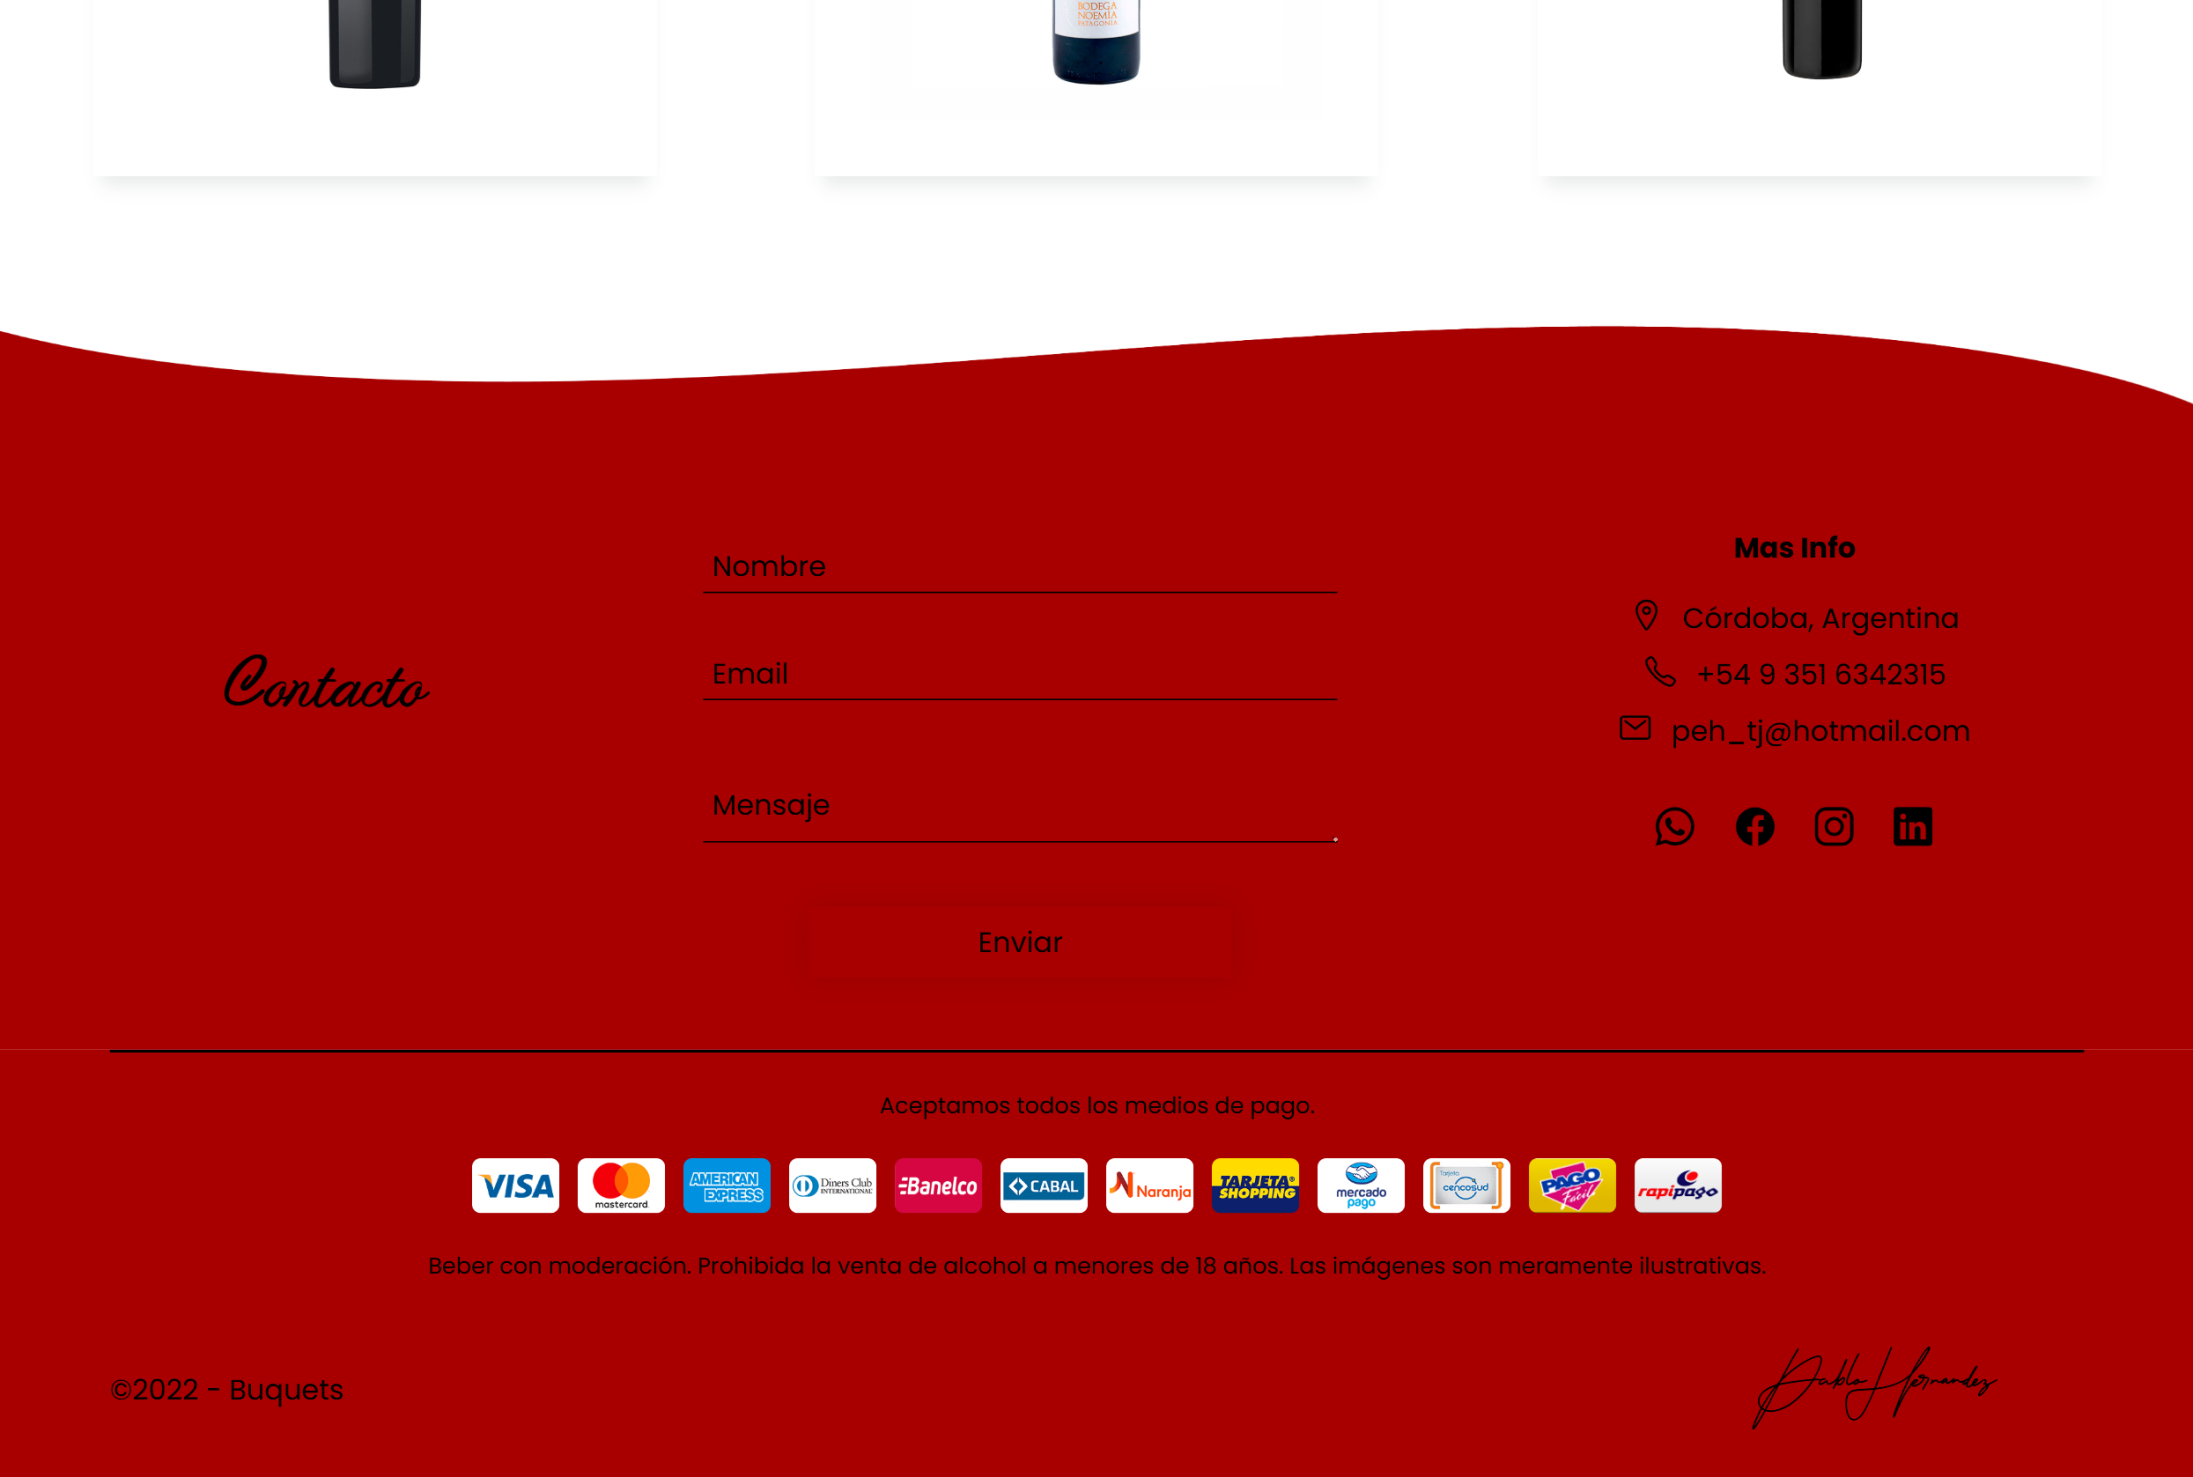 BODEGA
NOEMÍA
PATAGONIA
Contacto
Nombre
Email
Mensaje
Enviar
Mas Info
Córdoba, Argentina
+54 9 351 6342315
peh_tj@hotmail.com
Aceptamos todos los medios de pago.
VISA
mastercard.
AMERICAN
EXPRESS
Diners Club
INTERNATIONAL
Banelco
CABAL
Naranja
TARJETA®
SHOPPING
mercado
pago
Tarjeta
cencosud
PAGO
Fácil
rapipago
Beber con moderación. Prohibida la venta de alcohol a menores de 18 años. Las imágenes son meramente ilustrativas.
©2022 - Buquets
Pablo Hernandez